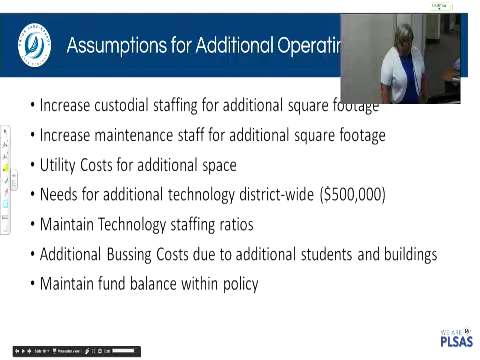 Assumptions for Additional Operatin
• Increase custodial staffing for additional square footage
• Increase maintenance staff for additional square footage
• Utility Costs for additional space
• Needs for additional technology district-wide ($500,000)
• Maintain Technology staffing ratios
• Additional Bussing Costs due to additional students and buildings
• Maintain fund balance within policy
WE ARE
PLSAS